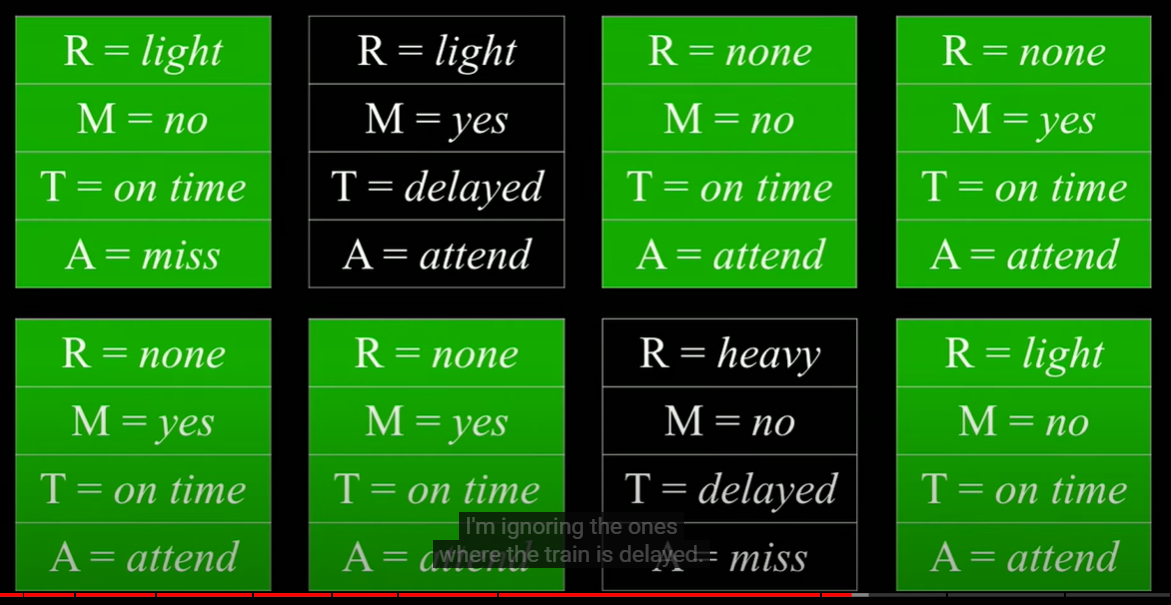 R = light
M = no
T = on time
A = miss
R = light
M = yes
T = delayed
A = attend
R = none
M = no
T = on time
A = attend
R = none
M = yes
T = on time
A = attend
R = none
M = yes
T = on time
A = attend
R = none
M = yes
T = on time
A = attend
R = heavy
M = no
T = delayed
A = miss
R = light
M = no
T = on time
A = attend
I'm ignoring the ones
where the train is delayed.